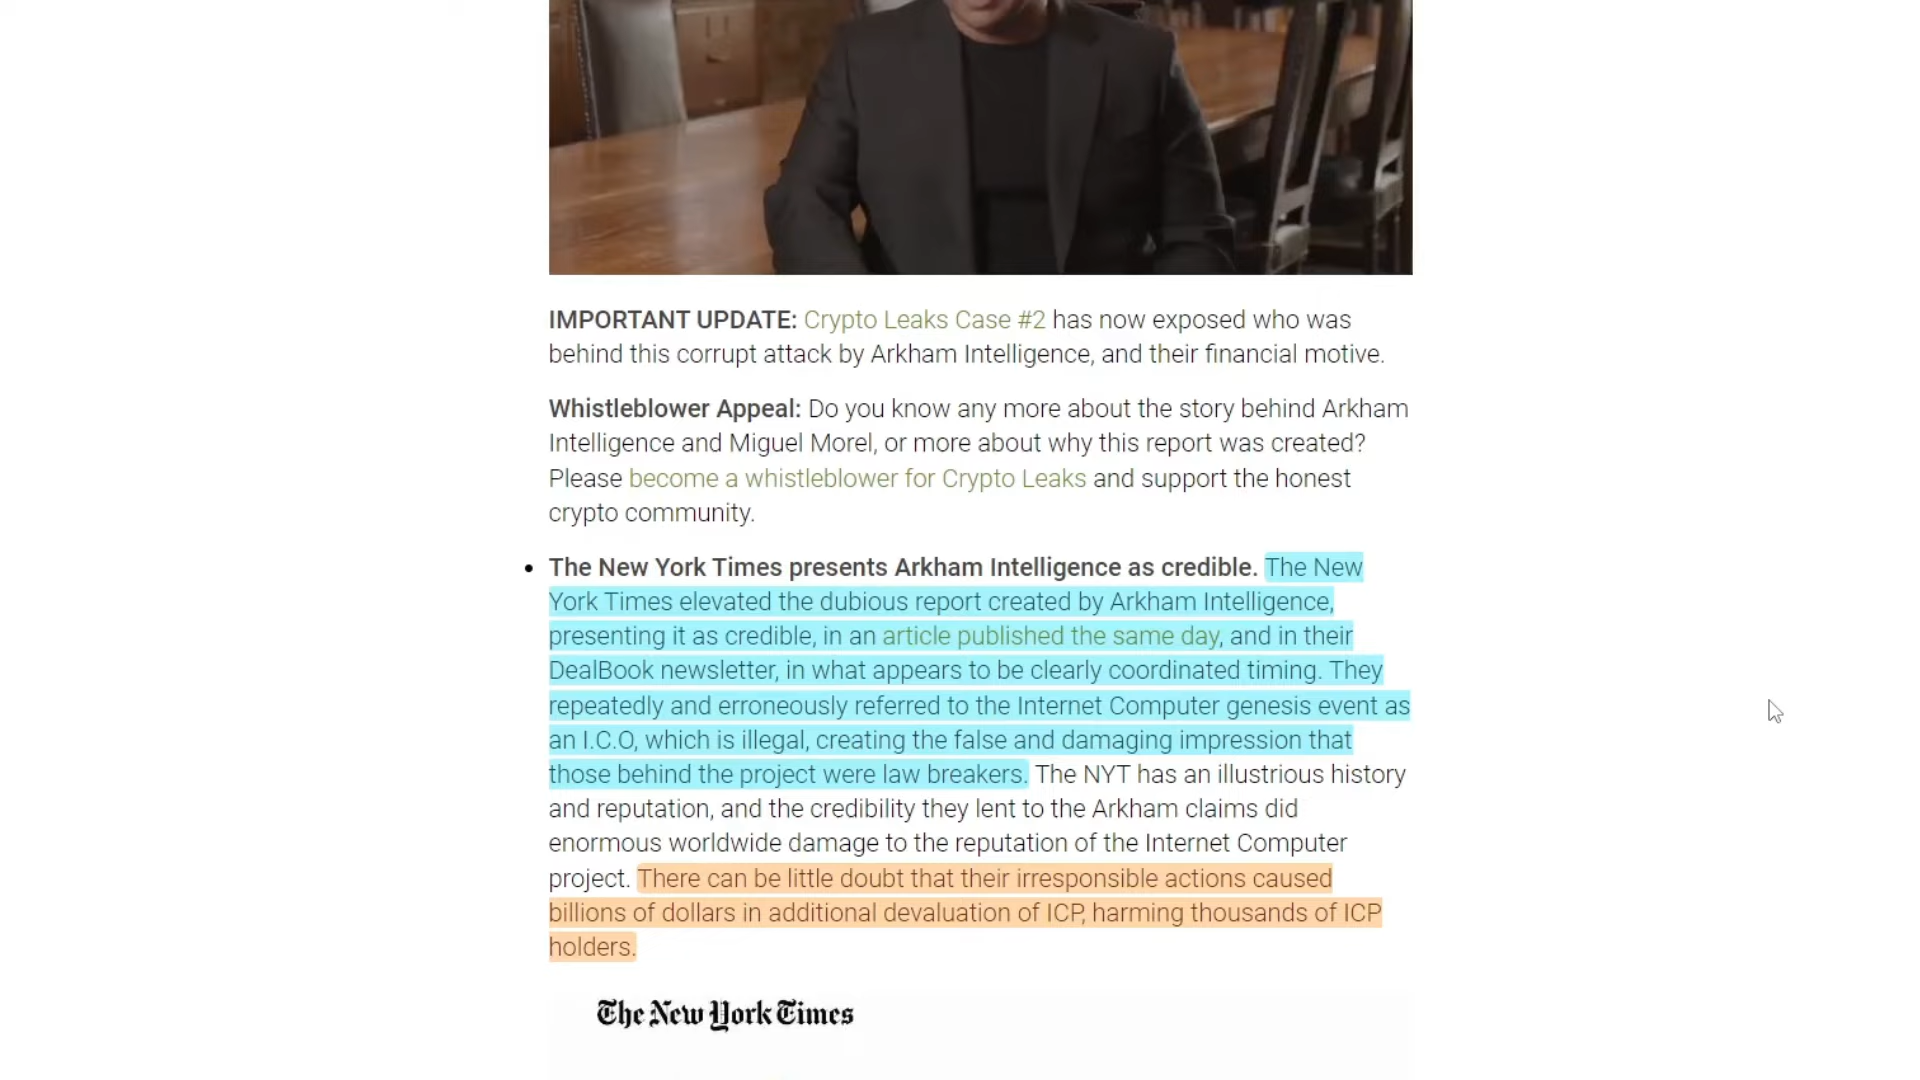 IMPORTANT UPDATE: Crypto Leaks Case #2 has now exposed who was
behind this corrupt attack by Arkham Intelligence, and their financial motive.
Whistleblower Appeal: Do you know any more about the story behind Arkham
Intelligence and Miguel Morel, or more about why this report was created?
Please become a whistleblower for Crypto Leaks and support the honest
crypto community.
• The New York Times presents Arkham Intelligence as credible. The New
York Times elevated the dubious report created by Arkham Intelligence,
presenting it as credible, in an article published the same day, and in their
DealBook newsletter, in what appears to be clearly coordinated timing. They
repeatedly and erroneously referred to the Internet Computer genesis event as
an I.C.O, which is illegal, creating the false and damaging impression that
those behind the project were law breakers. The NYT has an illustrious history
and reputation, and the credibility they lent to the Arkham claims did
enormous worldwide damage to the reputation of the Internet Computer
project. There can be little doubt that their irresponsible actions caused
billions of dollars in additional devaluation of ICP, harming thousands of ICP
holders.
The New York Times